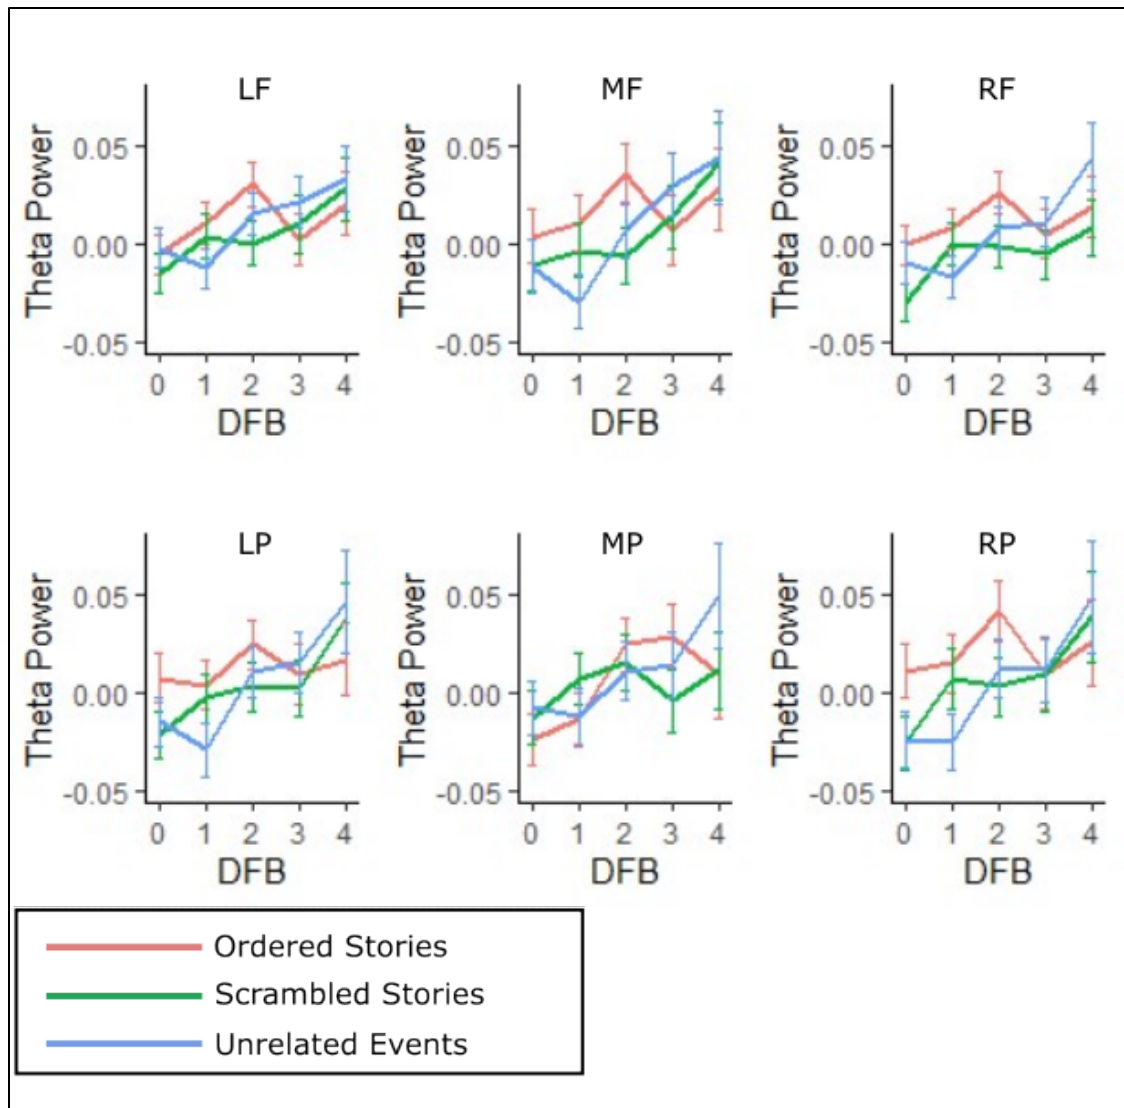 LF MF RF
Theta Power Theta Power Theta Power
0.05 0.05 0.05
0.00 0.00 0.00
-0.05 -0.05 -0.05
0 1 2 3 4 0 1 2 3 4 0 1 2 3 4
DFB DFB DFB
LP MP RP
Theta Power Theta Power Theta Power
0.05 0.05 0.05
0.00 0.00 0.00
-0.05 -0.05 -0.05
0 1 2 3 4 0 1 2 3 4 0 1 2 3 4
DFB DFB DFB
Ordered Stories
Scrambled Stories
Unrelated Events